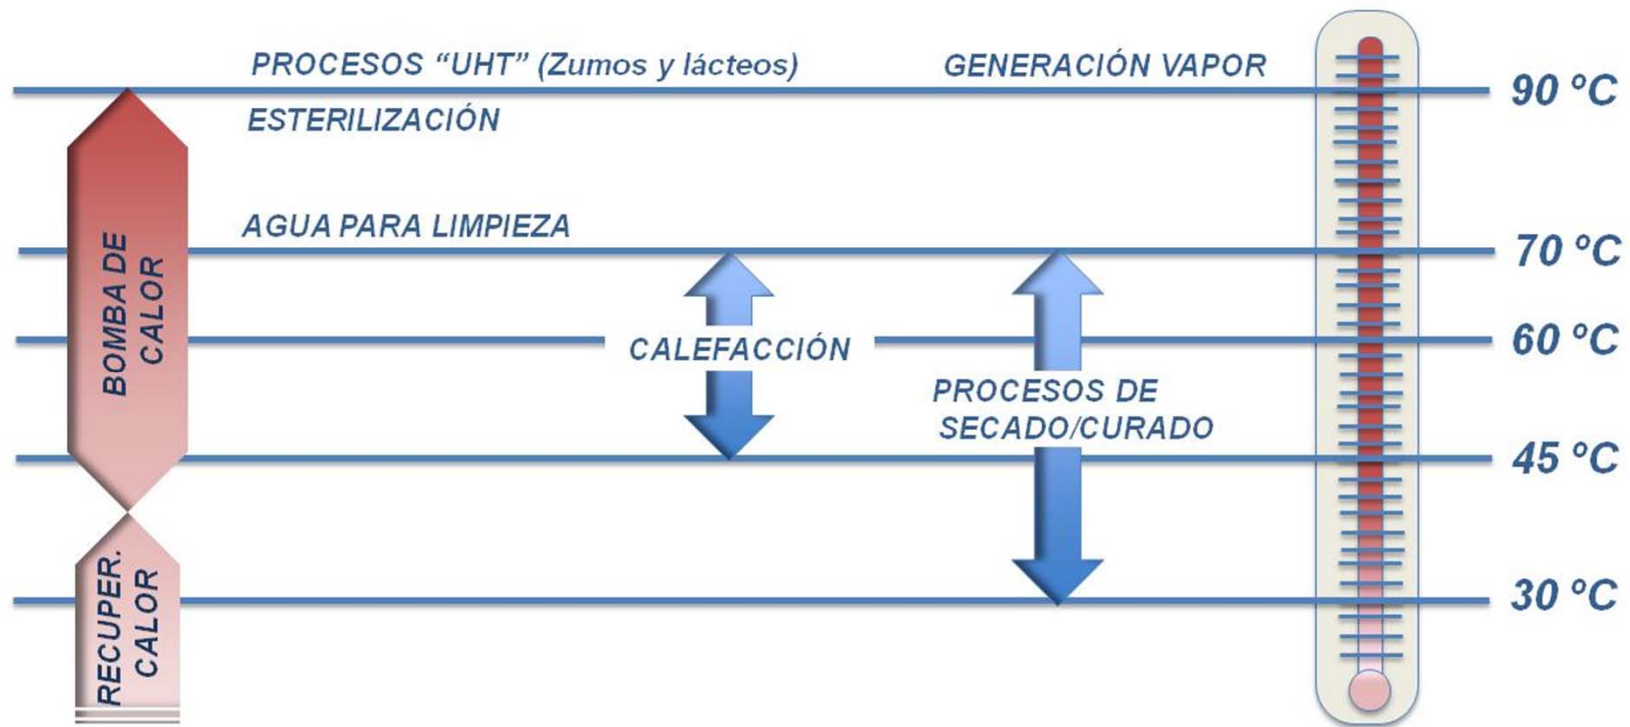 PROCESOS “UHT” (Zumos y lácteos)
GENERACIÓN VAPOR
90 ºC
ESTERILIZACIÓN
AGUA PARA LIMPIEZA
70 ºC
BOMBA DE
CALOR
60 ºC
CALEFACCIÓN
PROCESOS DE
SECADO/CURADO
45 ºC
RECUPER.
CALOR
30 ºC